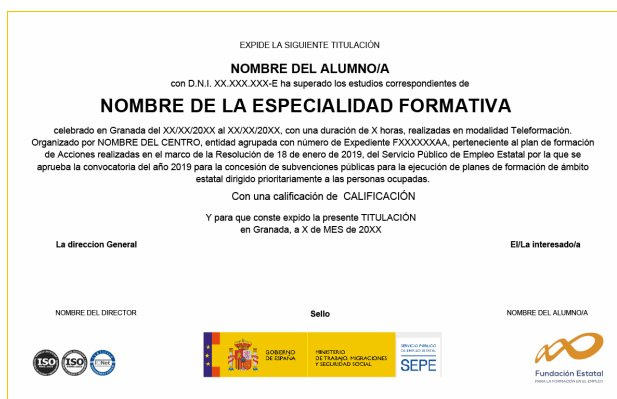 EXPIDE LA SIGUIENTE TITULACIÓN
NOMBRE DEL ALUMNO/A
con D.N.I. XX.XXX.XXX-E ha superado los estudios correspondientes de
NOMBRE DE LA ESPECIALIDAD FORMATIVA
celebrado en Granada del XX/XX/20XX al XX/XX/20XX, con una duración de X horas, realizadas en modalidad Teleformación.
Organizado por NOMBRE DEL CENTRO, entidad agrupada con número de Expediente FXXXXXXAA, perteneciente al plan de formación
de Acciones realizadas en el marco de la Resolución de 18 de enero de 2019, del Servicio Público de Empleo Estatal por la que se
aprueba la convocatoria del año 2019 para la concesión de subvenciones públicas para la ejecución de planes de formación de ámbito
estatal dirigido prioritariamente a las personas ocupadas.
Con una calificación de CALIFICACIÓN
Y para que conste expido la presente TITULACIÓN
en Granada, a X de MES de 20XX
La direccion General
El/La interesado/a
NOMBRE DEL DIRECTOR
Sello
NOMBRE DEL ALUMNO/A
ISO
ISO
GOBIERNO
DE ESPAÑA
MINISTERIO
DE TRABAJO, MIGRACIONES
Y SEGURIDAD SOCIAL
SERVICIO PÚBLICO
DE EMPLEO ESTATAL
SEPE
Fundación Estatal
PARA LA FORMACIÓN EN EL EMPLEO